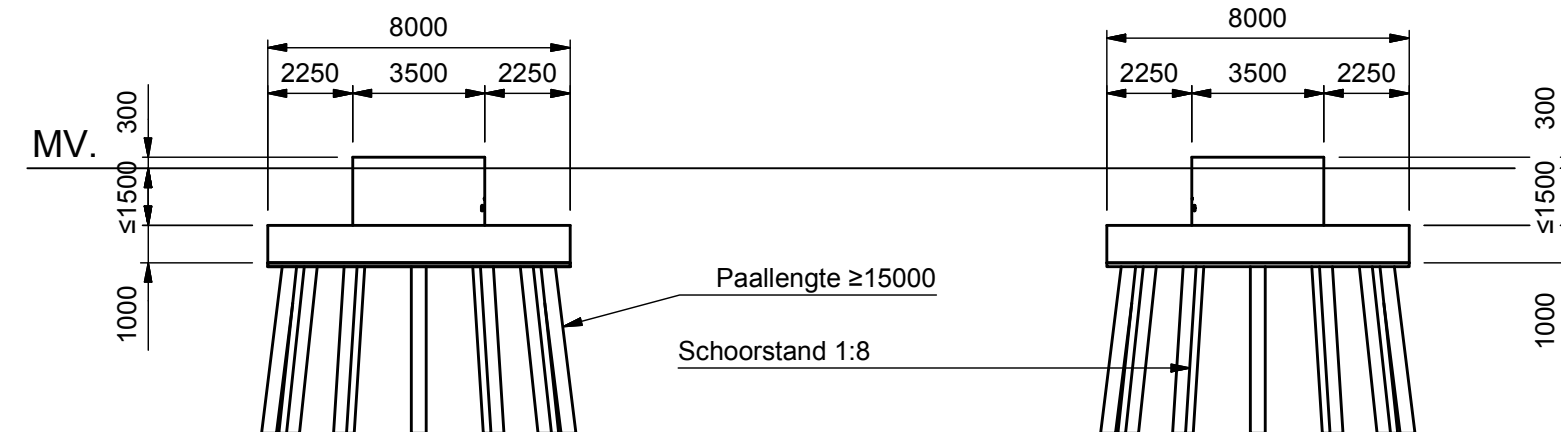 8000 8000
2250 3500 2250 2250 3500 2250
300 300
MV.
≤1500 ≤1500
Paallengte ≥15000
1000 1000
Schoorstand 1:8